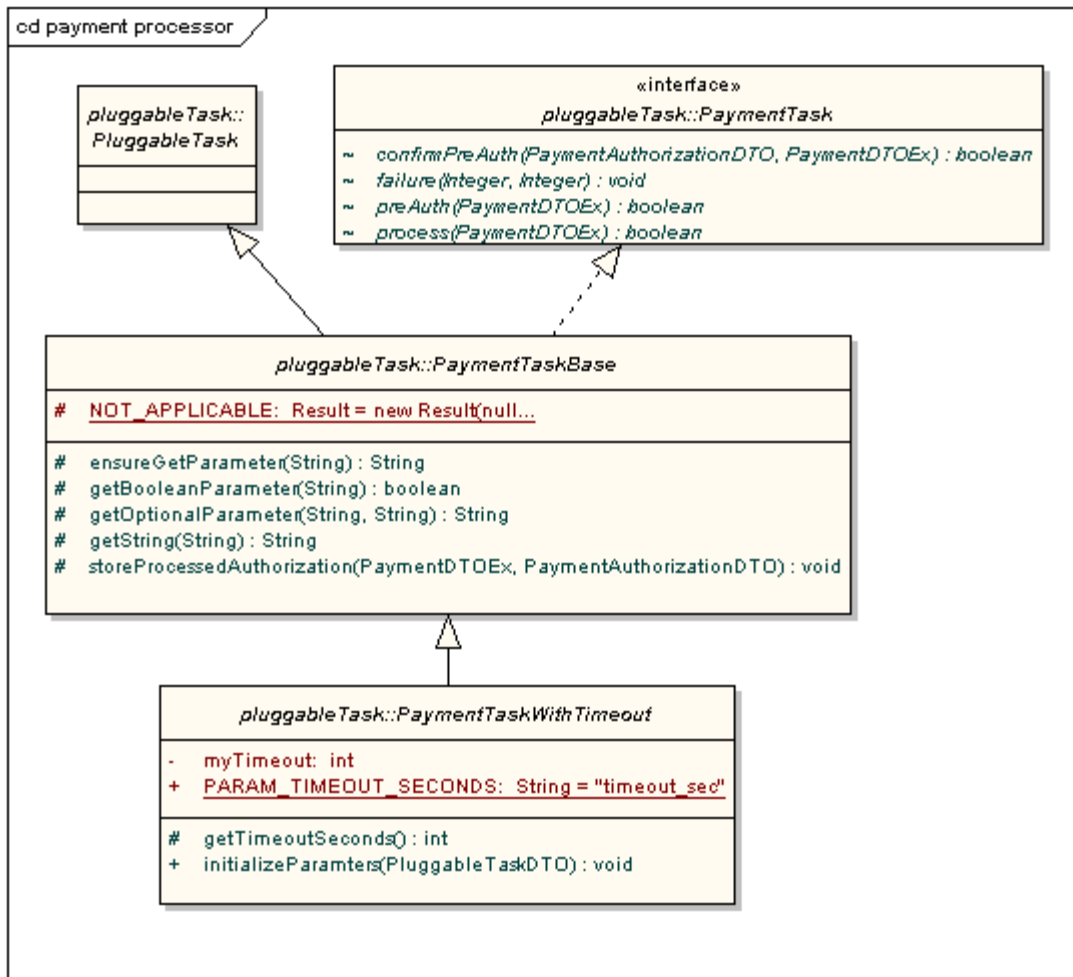 cd payment processor
pluggableTask::
PluggableTask
«interface»
pluggableTask::PaymentTask
~ confirmPreAuth(PaymentAuthorizationDTO, PaymentDTOEx) : boolean
~ failure(Integer, Integer) : void
~ preAuth(PaymentDTOEx) : boolean
~ process(PaymentDTOEx) : boolean
pluggableTask::PaymentTaskBase
# NOT_APPLICABLE: Result = new Result(null...
# ensureGetParameter(String) : String
# getBooleanParameter(String) : boolean
# getOptionalParameter(String, String) : String
# getString(String) : String
# storeProcessedAuthorization(PaymentDTOEx, PaymentAuthorizationDTO) : void
pluggableTask::PaymentTaskWithTimeout
- myTimeout: int
+ PARAM_TIMEOUT_SECONDS: String = "timeout_sec"
# getTimeoutSeconds() : int
+ initializeParamters(PluggableTaskDTO) : void